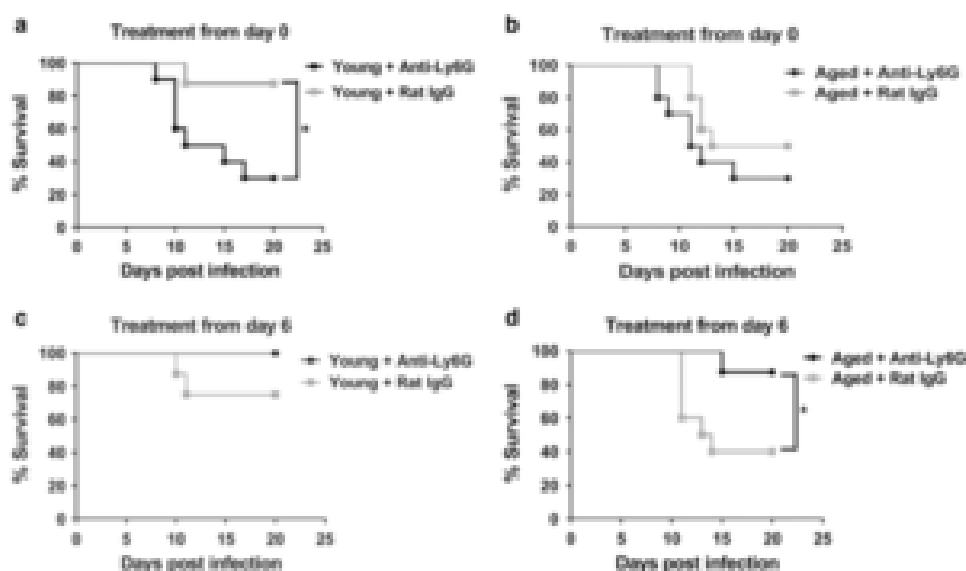 a
Treatment from day 0
Young + Anti-Ly6G
Young + Rat IgG
% Survival
100
80
60
40
20
0
*
0 5 10 15 20 25
Days post infection
b
Treatment from day 0
Aged + Anti-Ly6G
Aged + Rat IgG
% Survival
100
80
60
40
20
0
0 5 10 15 20 25
Days post infection
c
Treatment from day 6
Young + Anti-Ly6G
Young + Rat IgG
% Survival
100
80
60
40
20
0
0 5 10 15 20 25
Days post infection
d
Treatment from day 6
Aged + Anti-Ly6G
Aged + Rat IgG
% Survival
100
80
60
40
20
0
*
0 5 10 15 20 25
Days post infection